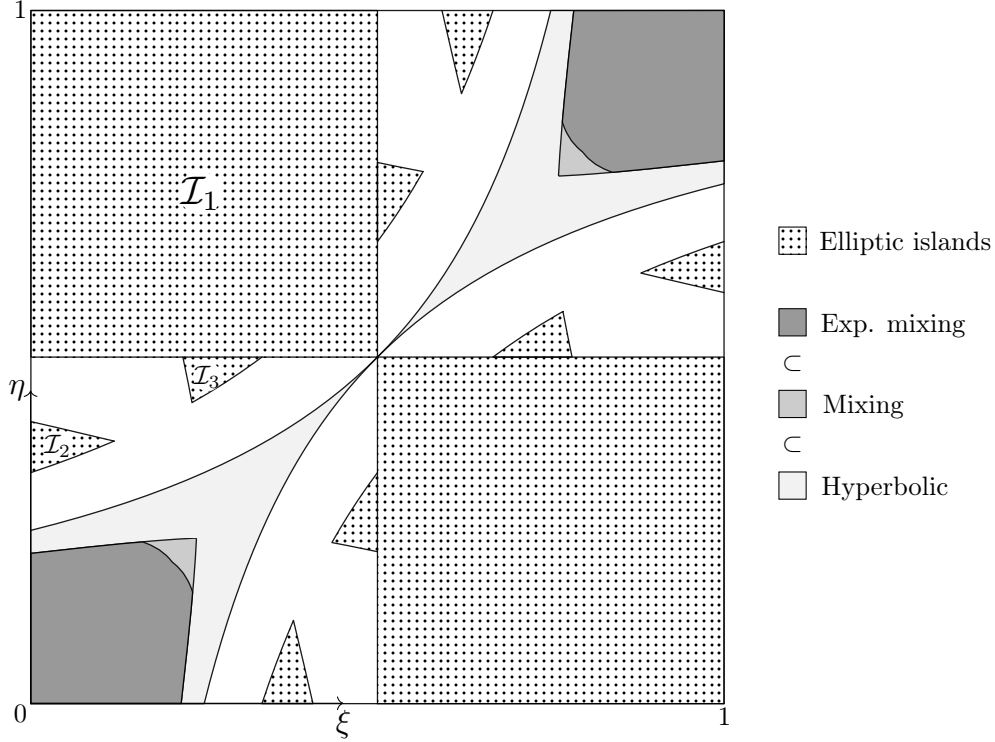 1
𝓘₁
η
𝓘₃
𝓘₂
0
ξ
1
Elliptic islands
Exp. mixing
⊂
Mixing
⊂
Hyperbolic